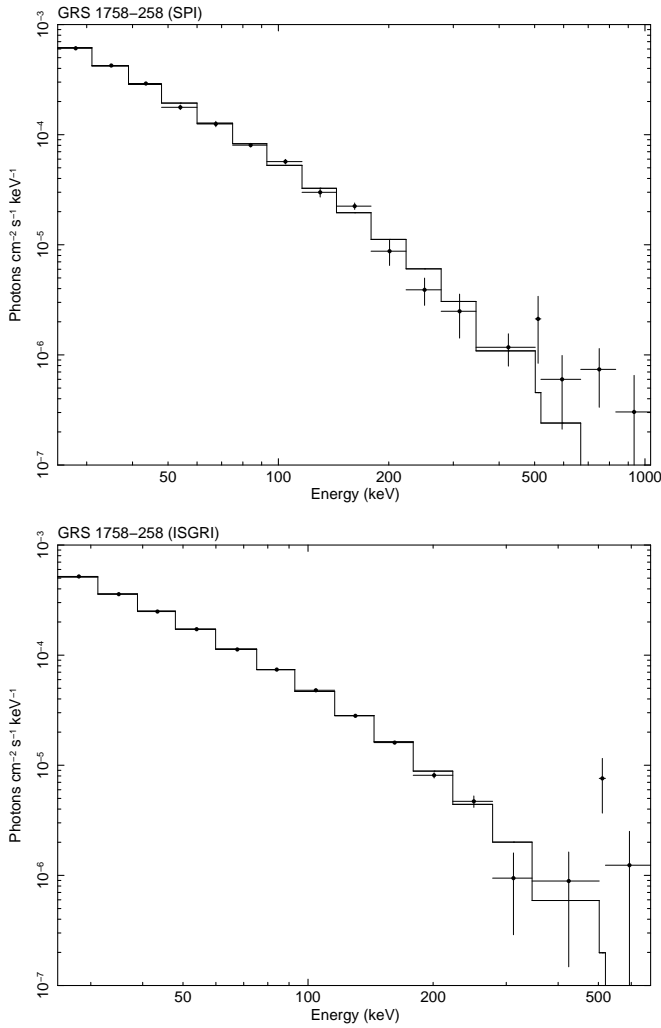 GRS 1758−258 (SPI)
10⁻³
10⁻⁴
10⁻⁵
10⁻⁶
10⁻⁷
Photons cm⁻² s⁻¹ keV⁻¹
50 100 200 500 1000
Energy (keV)
GRS 1758−258 (ISGRI)
10⁻³
10⁻⁴
10⁻⁵
10⁻⁶
10⁻⁷
Photons cm⁻² s⁻¹ keV⁻¹
50 100 200 500
Energy (keV)